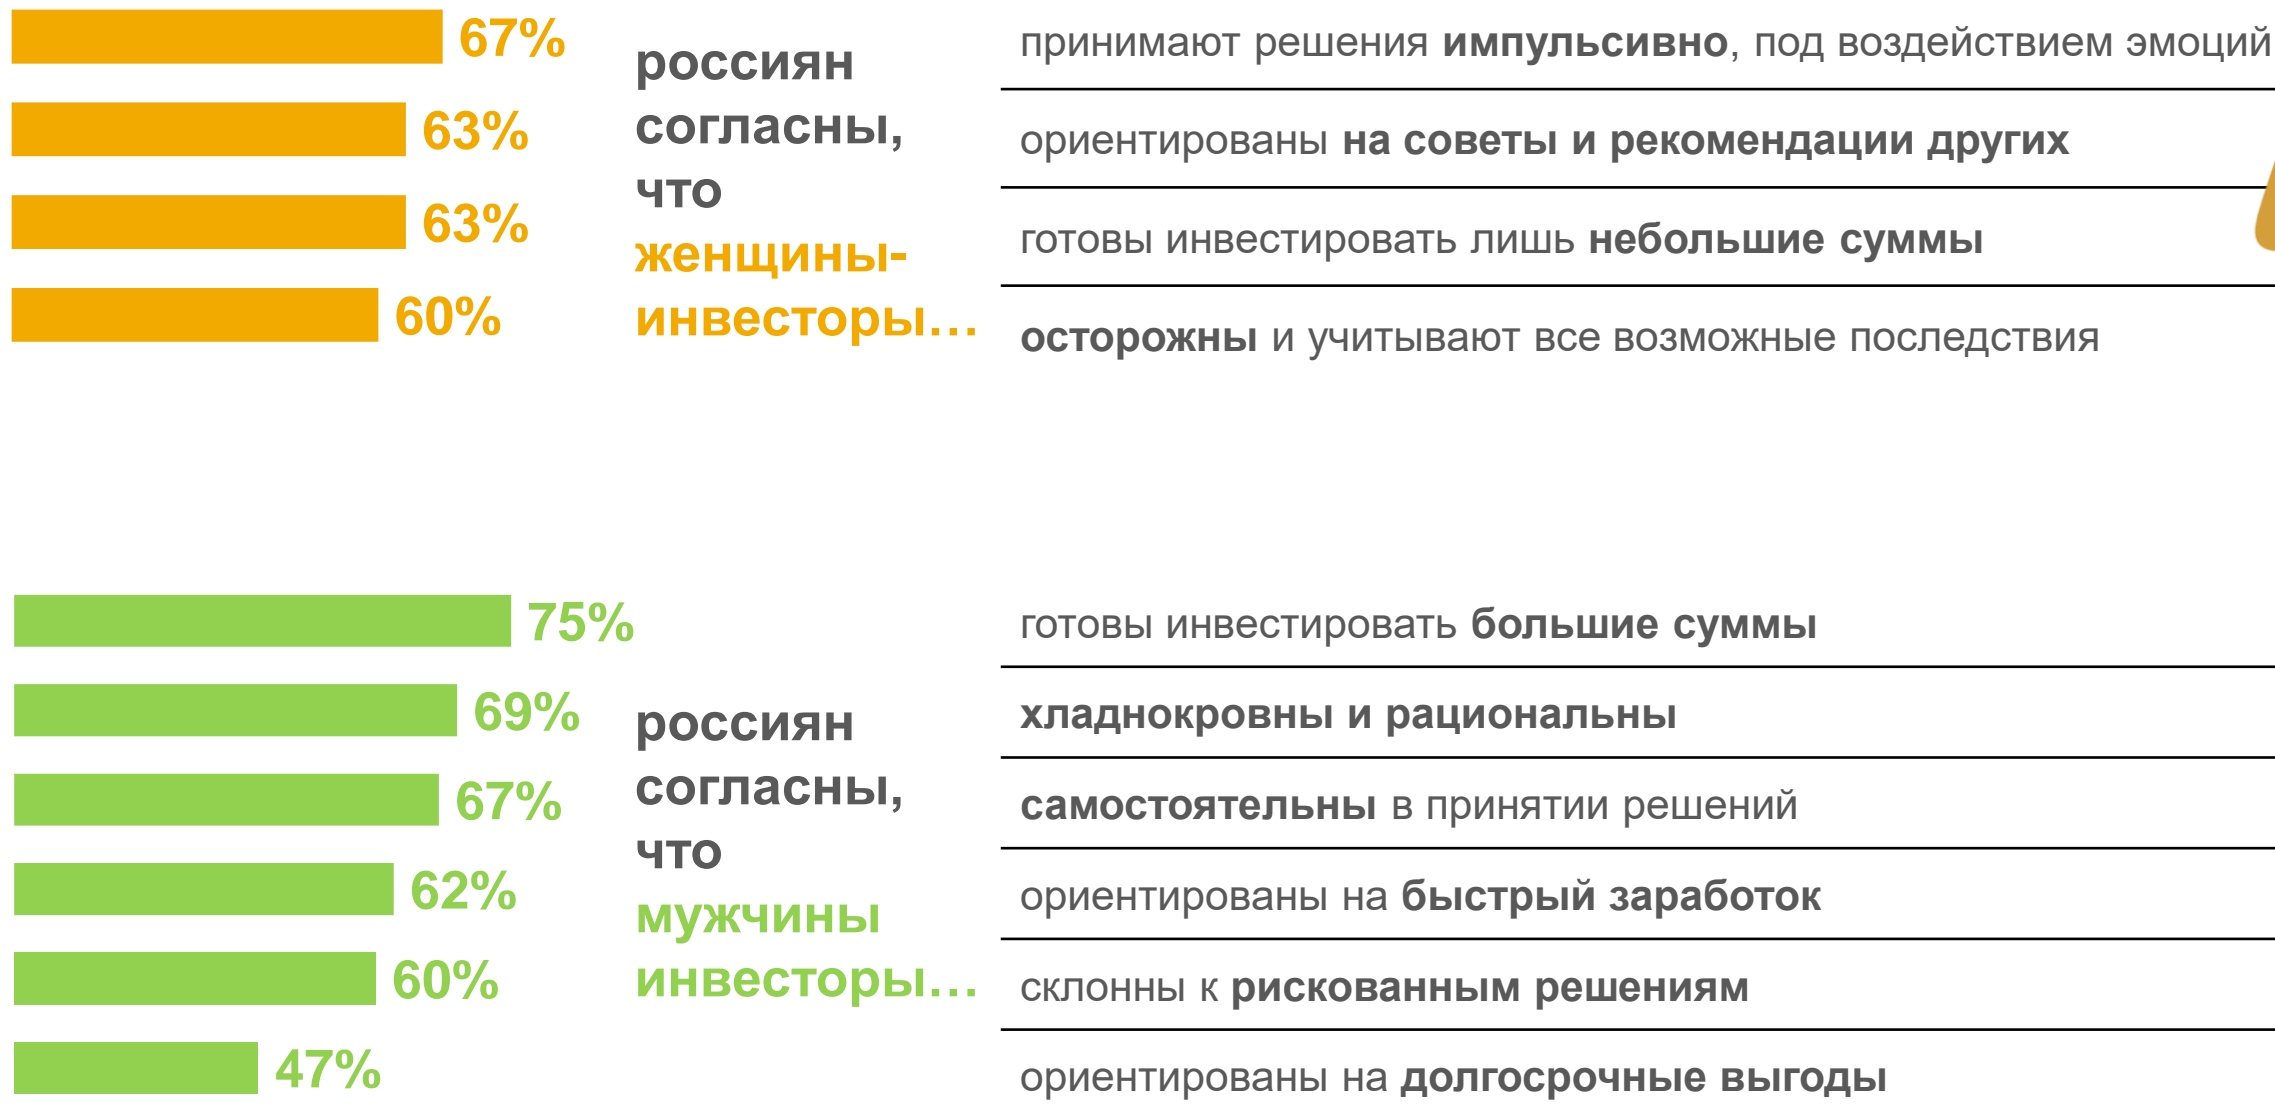 67%
63%
63%
60%
россиян
согласны,
что
женщины-
инвесторы…
принимают решения импульсивно, под воздействием эмоций
ориентированы на советы и рекомендации других
готовы инвестировать лишь небольшие суммы
осторожны и учитывают все возможные последствия
75%
69%
67%
62%
60%
47%
россиян
согласны,
что
мужчины
инвесторы…
готовы инвестировать большие суммы
хладнокровны и рациональны
самостоятельны в принятии решений
ориентированы на быстрый заработок
склонны к рискованным решениям
ориентированы на долгосрочные выгоды